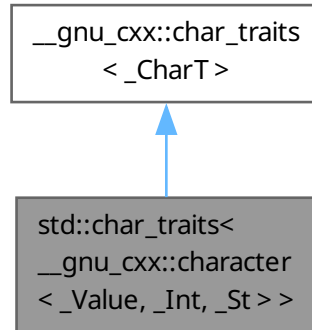 __gnu_cxx::char_traits
< _CharT >
std::char_traits<
__gnu_cxx::character
< _Value, _Int, _St > >